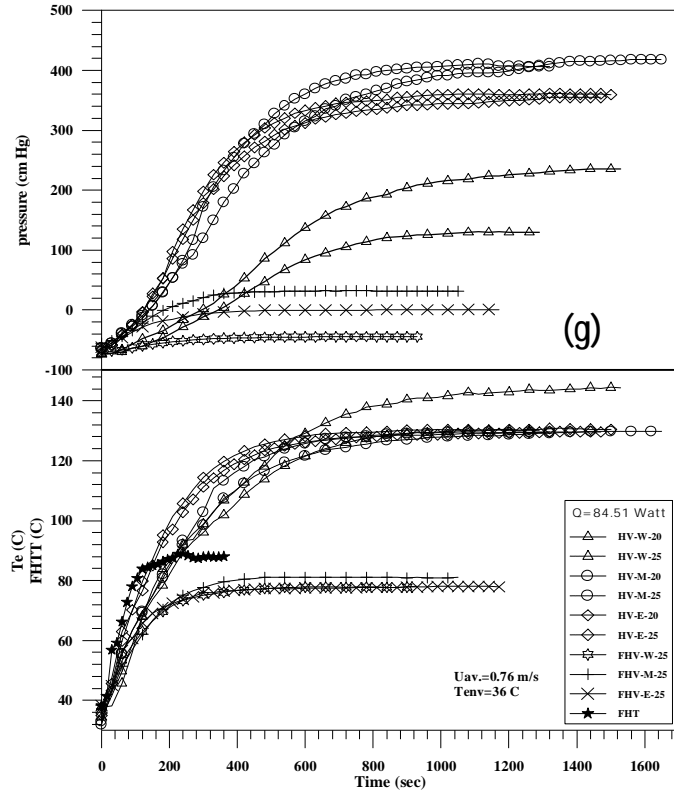 500
400
300
200
100
0
-100
pressure (cm Hg)
(g)
140
120
100
80
60
40
Te (C)
FHTT (C)
Q=84.51 Watt
HV-W-20
HV-W-25
HV-M-20
HV-M-25
HV-E-20
HV-E-25
FHV-W-25
FHV-M-25
FHV-E-25
FHT
Uav.=0.76 m/s
Tenv=36 C
0 200 400 600 800 1000 1200 1400 1600
Time (sec)